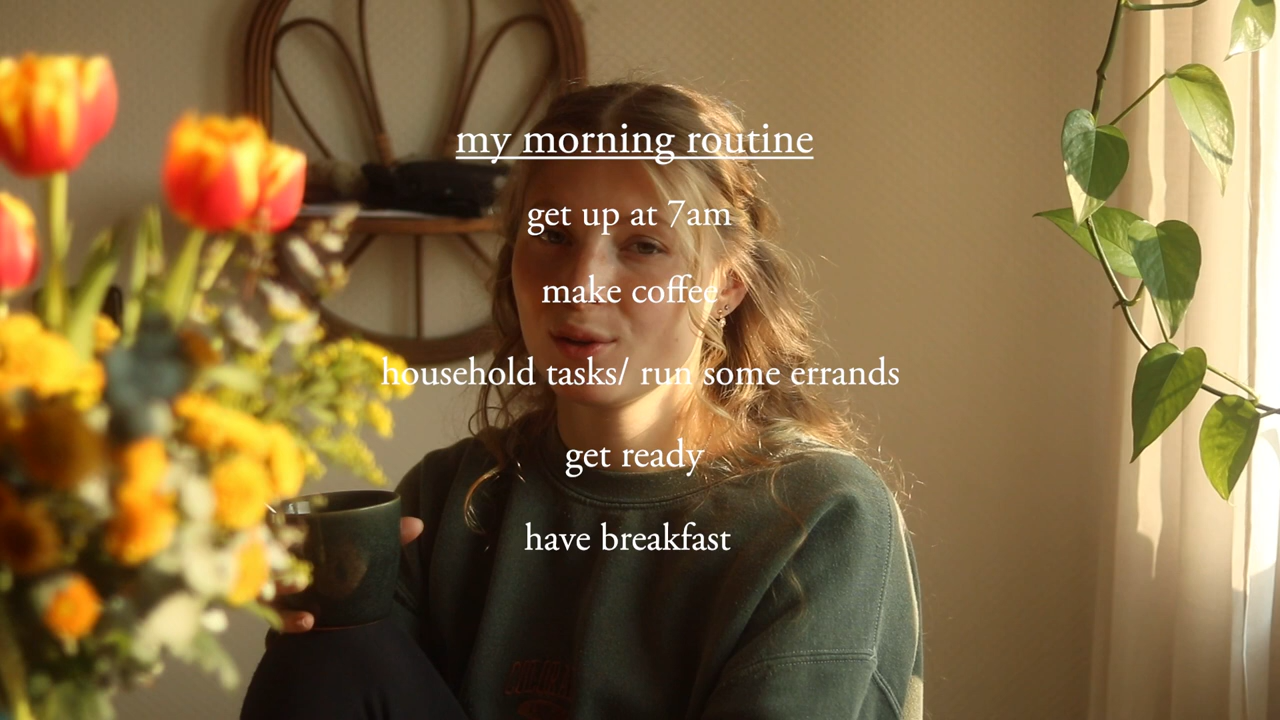 my morning routine
get up at 7am
make coffee
household tasks/ run some errands
get ready
have breakfast